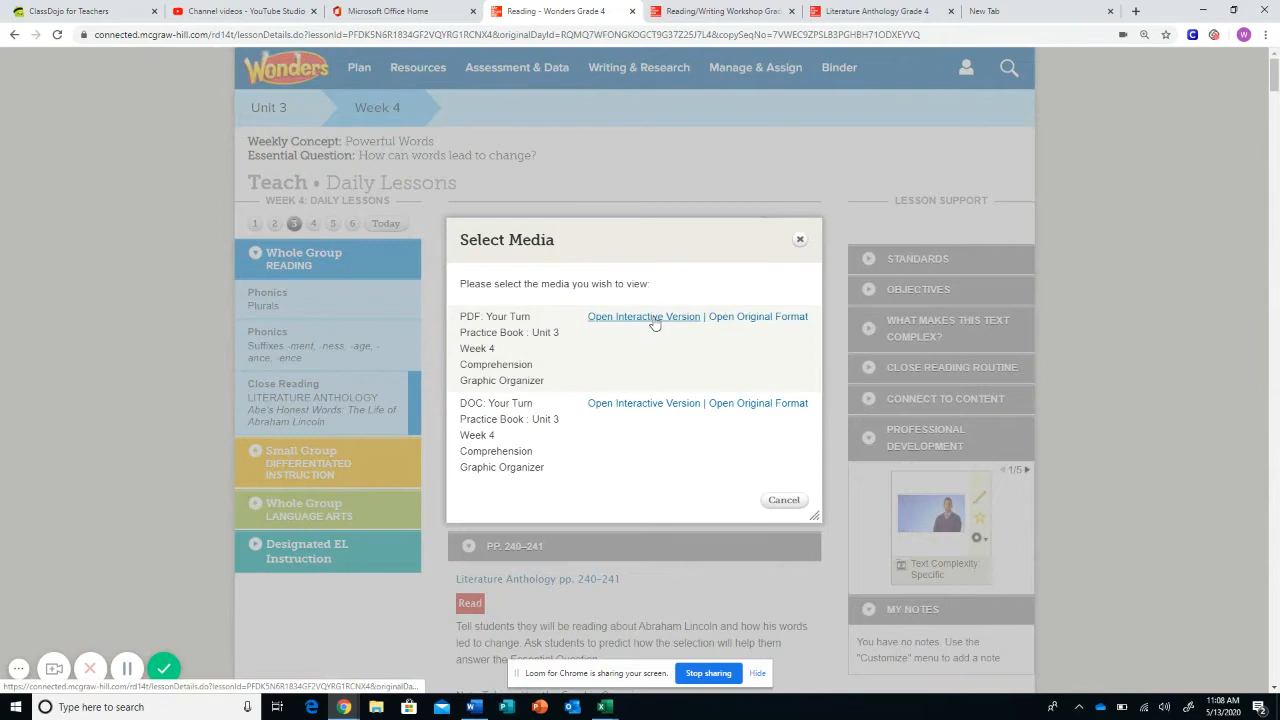 ClassDojo for Teachers
Channel videos - YouTube Studio
Microsoft Office Home
Reading - Wonders Grade 4
Reading/Writing Workshop Grad
Literature Anthology Grade 4
New Tab
connected.mcgraw-hill.com/rd14t/lessonDetails.do?lessonId=PFDK5N6R1834GF2VQYRG1RCNX4&originalDayId=RQMQ7WFONGKOGCT9G37Z25J7L4&copySeqNo=7VWEC9ZPSLB3PGHBH71ODXEYVQ
Wonders
Plan
Resources
Assessment & Data
Writing & Research
Manage & Assign
Binder
Unit 3
Week 4
Weekly Concept: Powerful Words
Essential Question: How can words lead to change?
Teach • Daily Lessons
WEEK 4: DAILY LESSONS
1 2 3 4 5 6 Today
Whole Group
READING
Phonics
Plurals
Phonics
Suffixes -ment, -ness, -age, -
ance, -ence
Close Reading
LITERATURE ANTHOLOGY
Abe's Honest Words: The Life of
Abraham Lincoln
Small Group
DIFFERENTIATED
INSTRUCTION
Whole Group
LANGUAGE ARTS
Designated EL
Instruction
Select Media
Please select the media you wish to view:
PDF: Your Turn
Open Interactive Version | Open Original Format
Practice Book : Unit 3
Week 4
Comprehension
Graphic Organizer
DOC: Your Turn
Open Interactive Version | Open Original Format
Practice Book : Unit 3
Week 4
Comprehension
Graphic Organizer
Cancel
PP. 240–241
Literature Anthology pp. 240-241
Read
Tell students they will be reading about Abraham Lincoln and how his words
led to change. Ask students to predict how the selection will help them
answer the Essential Question.
LESSON SUPPORT
STANDARDS
OBJECTIVES
WHAT MAKES THIS TEXT
COMPLEX?
CLOSE READING ROUTINE
CONNECT TO CONTENT
PROFESSIONAL
DEVELOPMENT
1/5
Text Complexity
Specific
MY NOTES
You have no notes. Use the
"Customize" menu to add a note
Loom for Chrome is sharing your screen.
Stop sharing
Hide
https://connected.mcgraw-hill.com/rd14t/lessonDetails.do?lessonId=PFDK5N6R1834GF2VQYRG1RCNX4&originalDa...
Type here to search
11:08 AM
5/13/2020